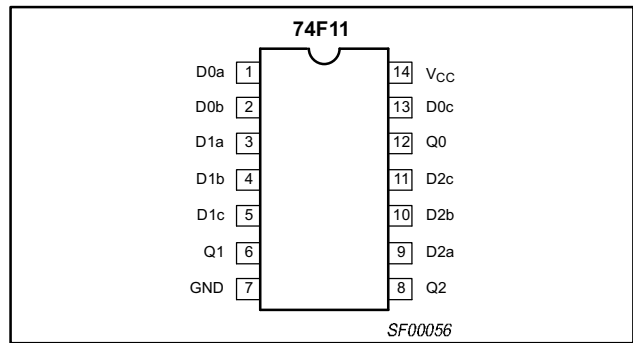 74F11
D0a 1 14 VCC
D0b 2 13 D0c
D1a 3 12 Q0
D1b 4 11 D2c
D1c 5 10 D2b
Q1 6 9 D2a
GND 7 8 Q2
SF00056